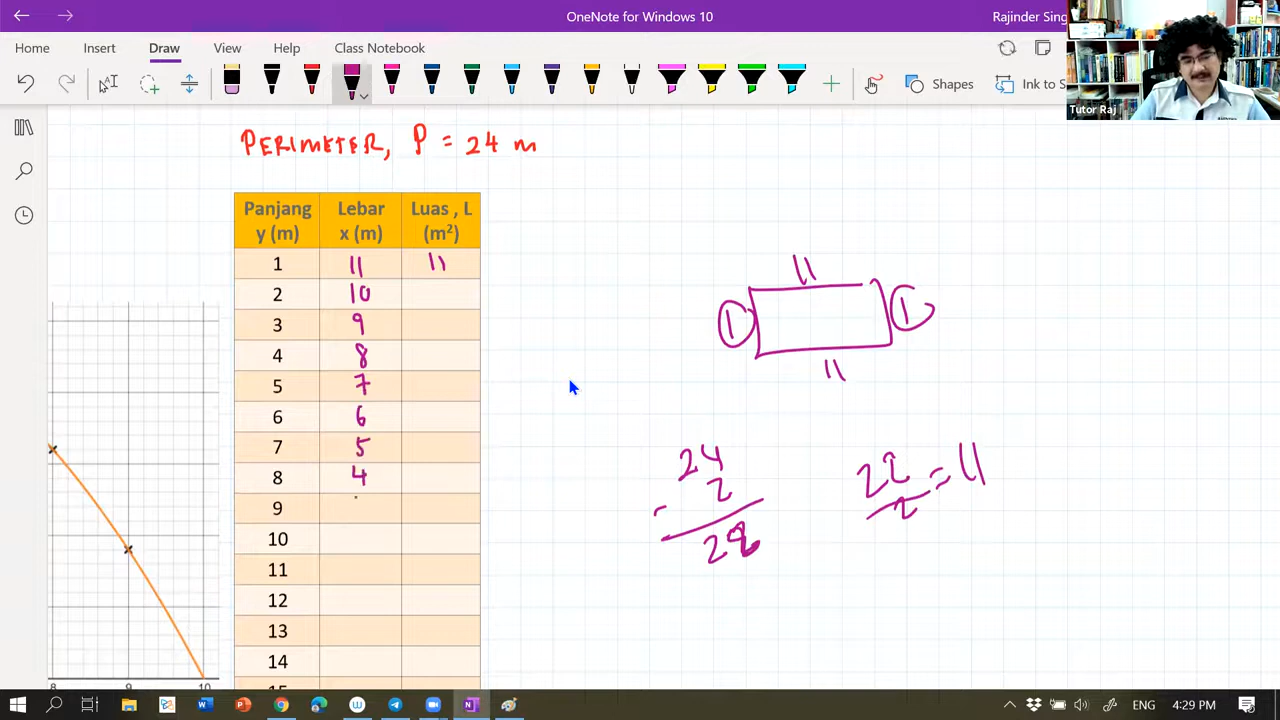 OneNote for Windows 10
Rajinder Sing
Home Insert Draw View Help Class Notebook
Shapes
Ink to S
Tutor Raj
PERIMETER, P = 24 m
Panjang y (m) Lebar x (m) Luas , L (m²)
1 11 11
2 10
3 9
4 8
5 7
6 6
7 5
8 4
9
10
11
12
13
14
15
11
1 1
11
24
- 2
22
22/2 = 11
8 9 10
ENG 4:29 PM